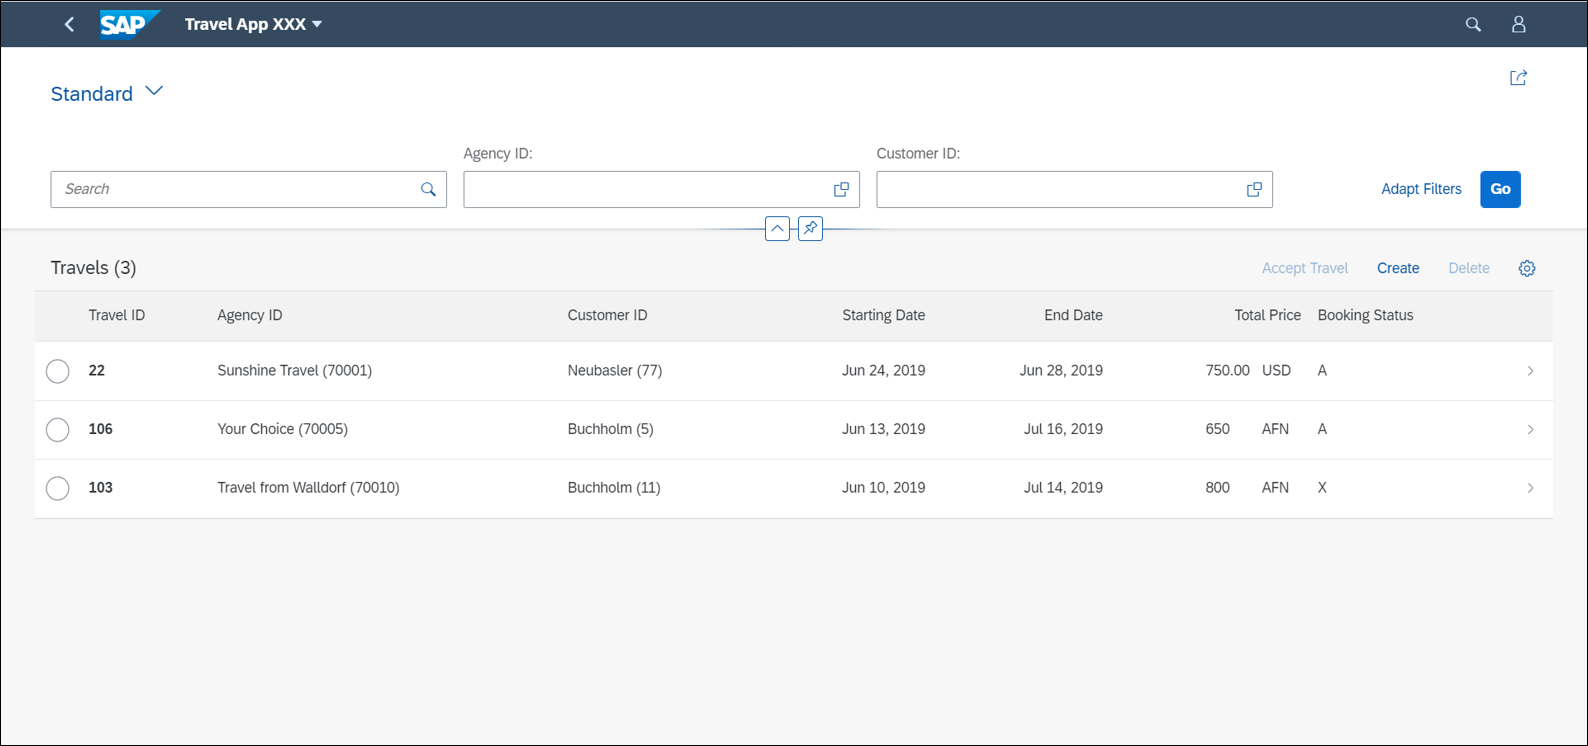 SAP Travel App XXX
Standard
Agency ID: Customer ID:
Search Adapt Filters Go
Travels (3) Accept Travel Create Delete
Travel ID Agency ID Customer ID Starting Date End Date Total Price Booking Status
22 Sunshine Travel (70001) Neubasler (77) Jun 24, 2019 Jun 28, 2019 750.00 USD A
106 Your Choice (70005) Buchholm (5) Jun 13, 2019 Jul 16, 2019 650 AFN A
103 Travel from Walldorf (70010) Buchholm (11) Jun 10, 2019 Jul 14, 2019 800 AFN X